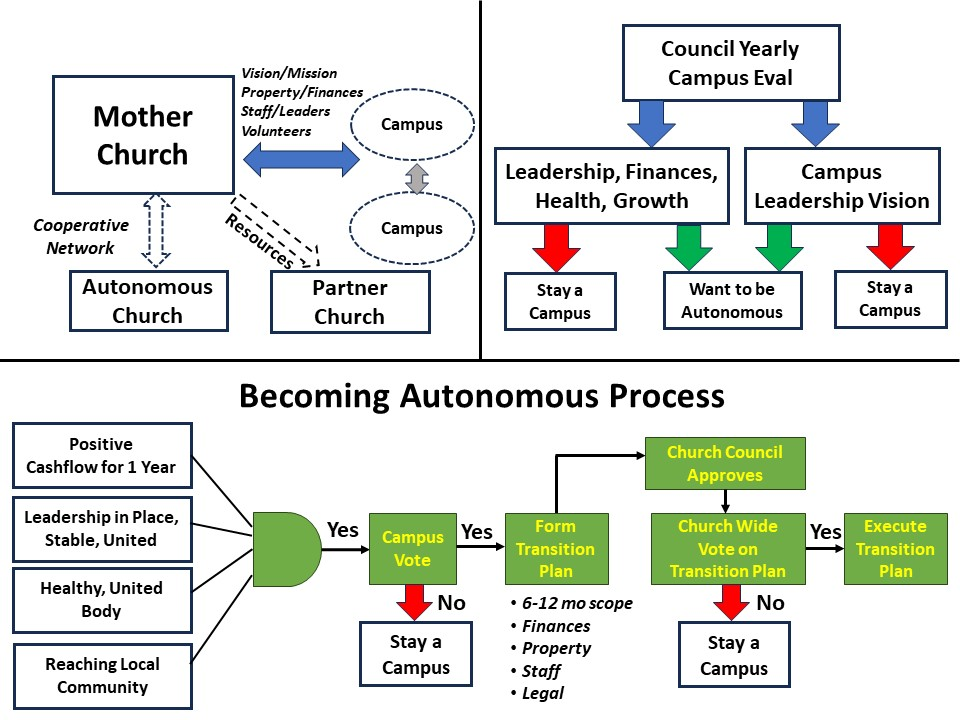 Mother
Church
Vision/Mission
Property/Finances
Staff/Leaders
Volunteers
Campus
Campus
Cooperative
Network
Resources
Autonomous
Church
Partner
Church
Council Yearly
Campus Eval
Leadership, Finances,
Health, Growth
Campus
Leadership Vision
Stay a
Campus
Want to be
Autonomous
Stay a
Campus
Becoming Autonomous Process
Positive
Cashflow for 1 Year
Leadership in Place,
Stable, United
Healthy, United
Body
Reaching Local
Community
Yes
Campus
Vote
No
Stay a
Campus
Yes
Form
Transition
Plan
• 6-12 mo scope
• Finances
• Property
• Staff
• Legal
Church Council
Approves
Church Wide
Vote on
Transition Plan
No
Stay a
Campus
Yes
Execute
Transition
Plan